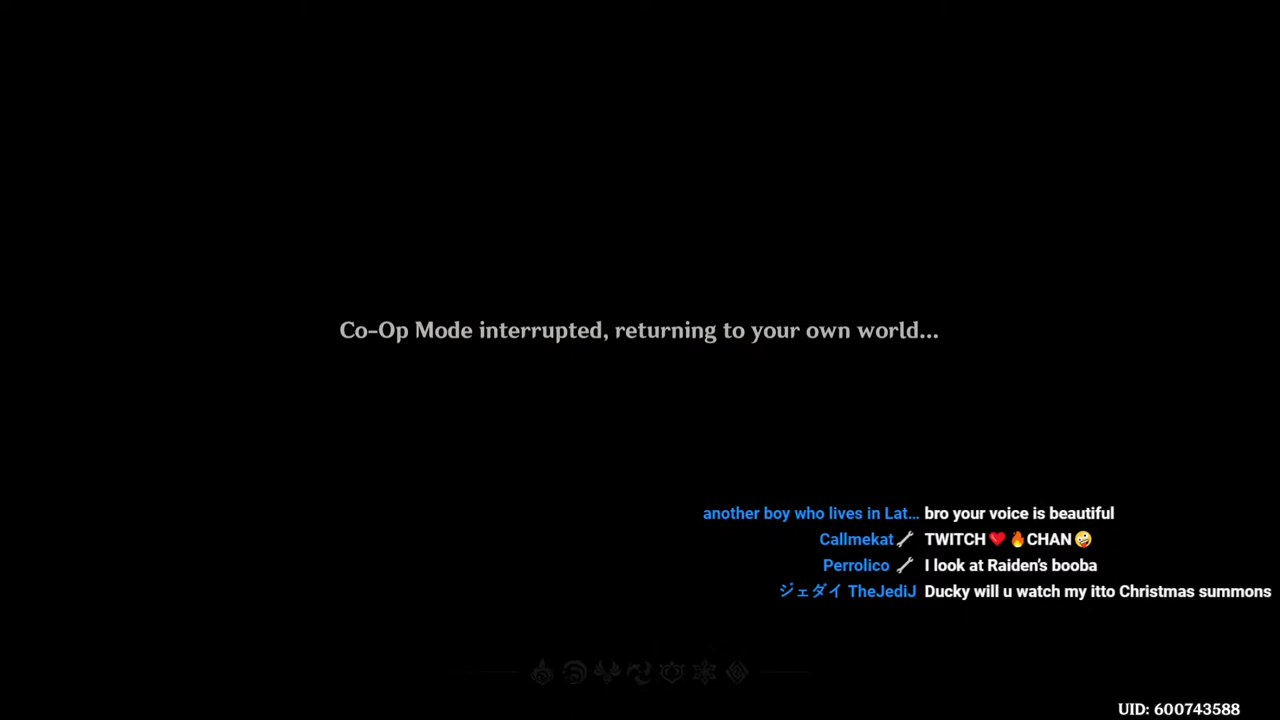 Co-Op Mode interrupted, returning to your own world...
another boy who lives in Lat... bro your voice is beautiful
Callmekat🔧 TWITCH❤️🔥CHAN🤪
Perrolico 🔧 I look at Raiden's booba
ジェダイ TheJediJ Ducky will u watch my itto Christmas summons
UID: 600743588